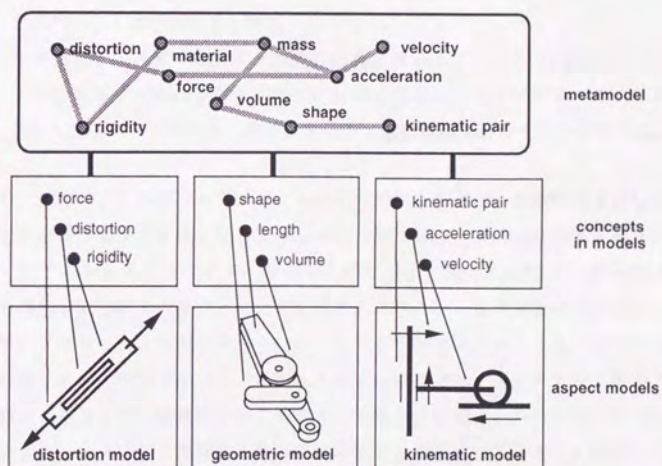 distortion
material
mass
velocity
force
acceleration
volume
shape
rigidity
kinematic pair
metamodel
force
distortion
rigidity
shape
length
volume
kinematic pair
acceleration
velocity
concepts
in models
aspect models
distortion model
geometric model
kinematic model